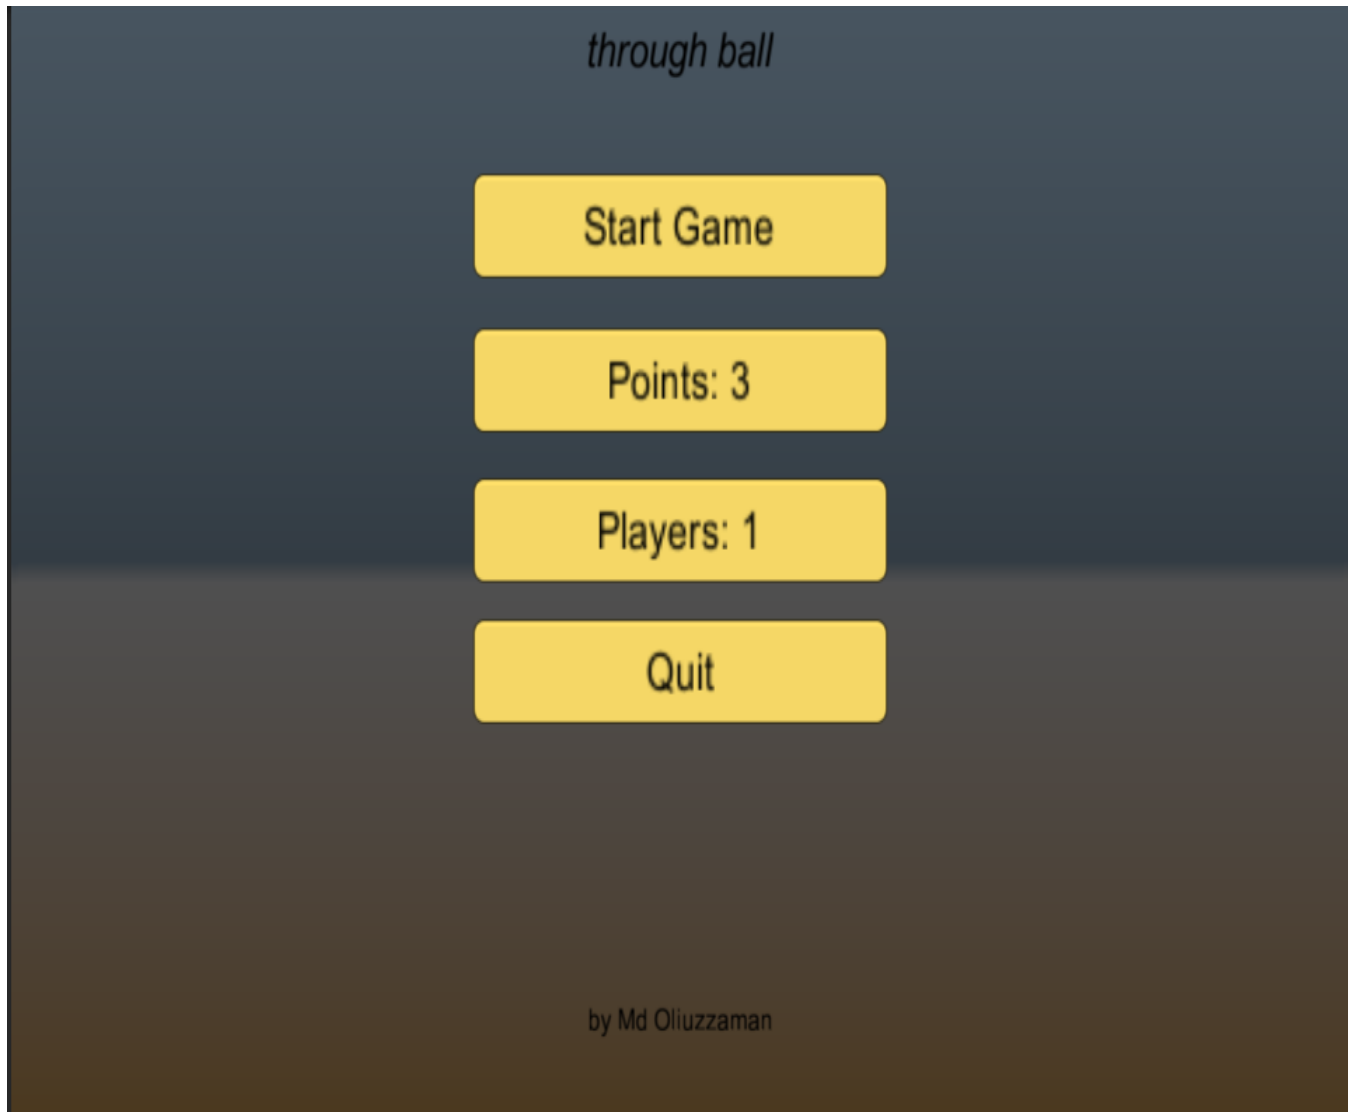 through ball
Start Game
Points: 3
Players: 1
Quit
by Md Oliuzzaman